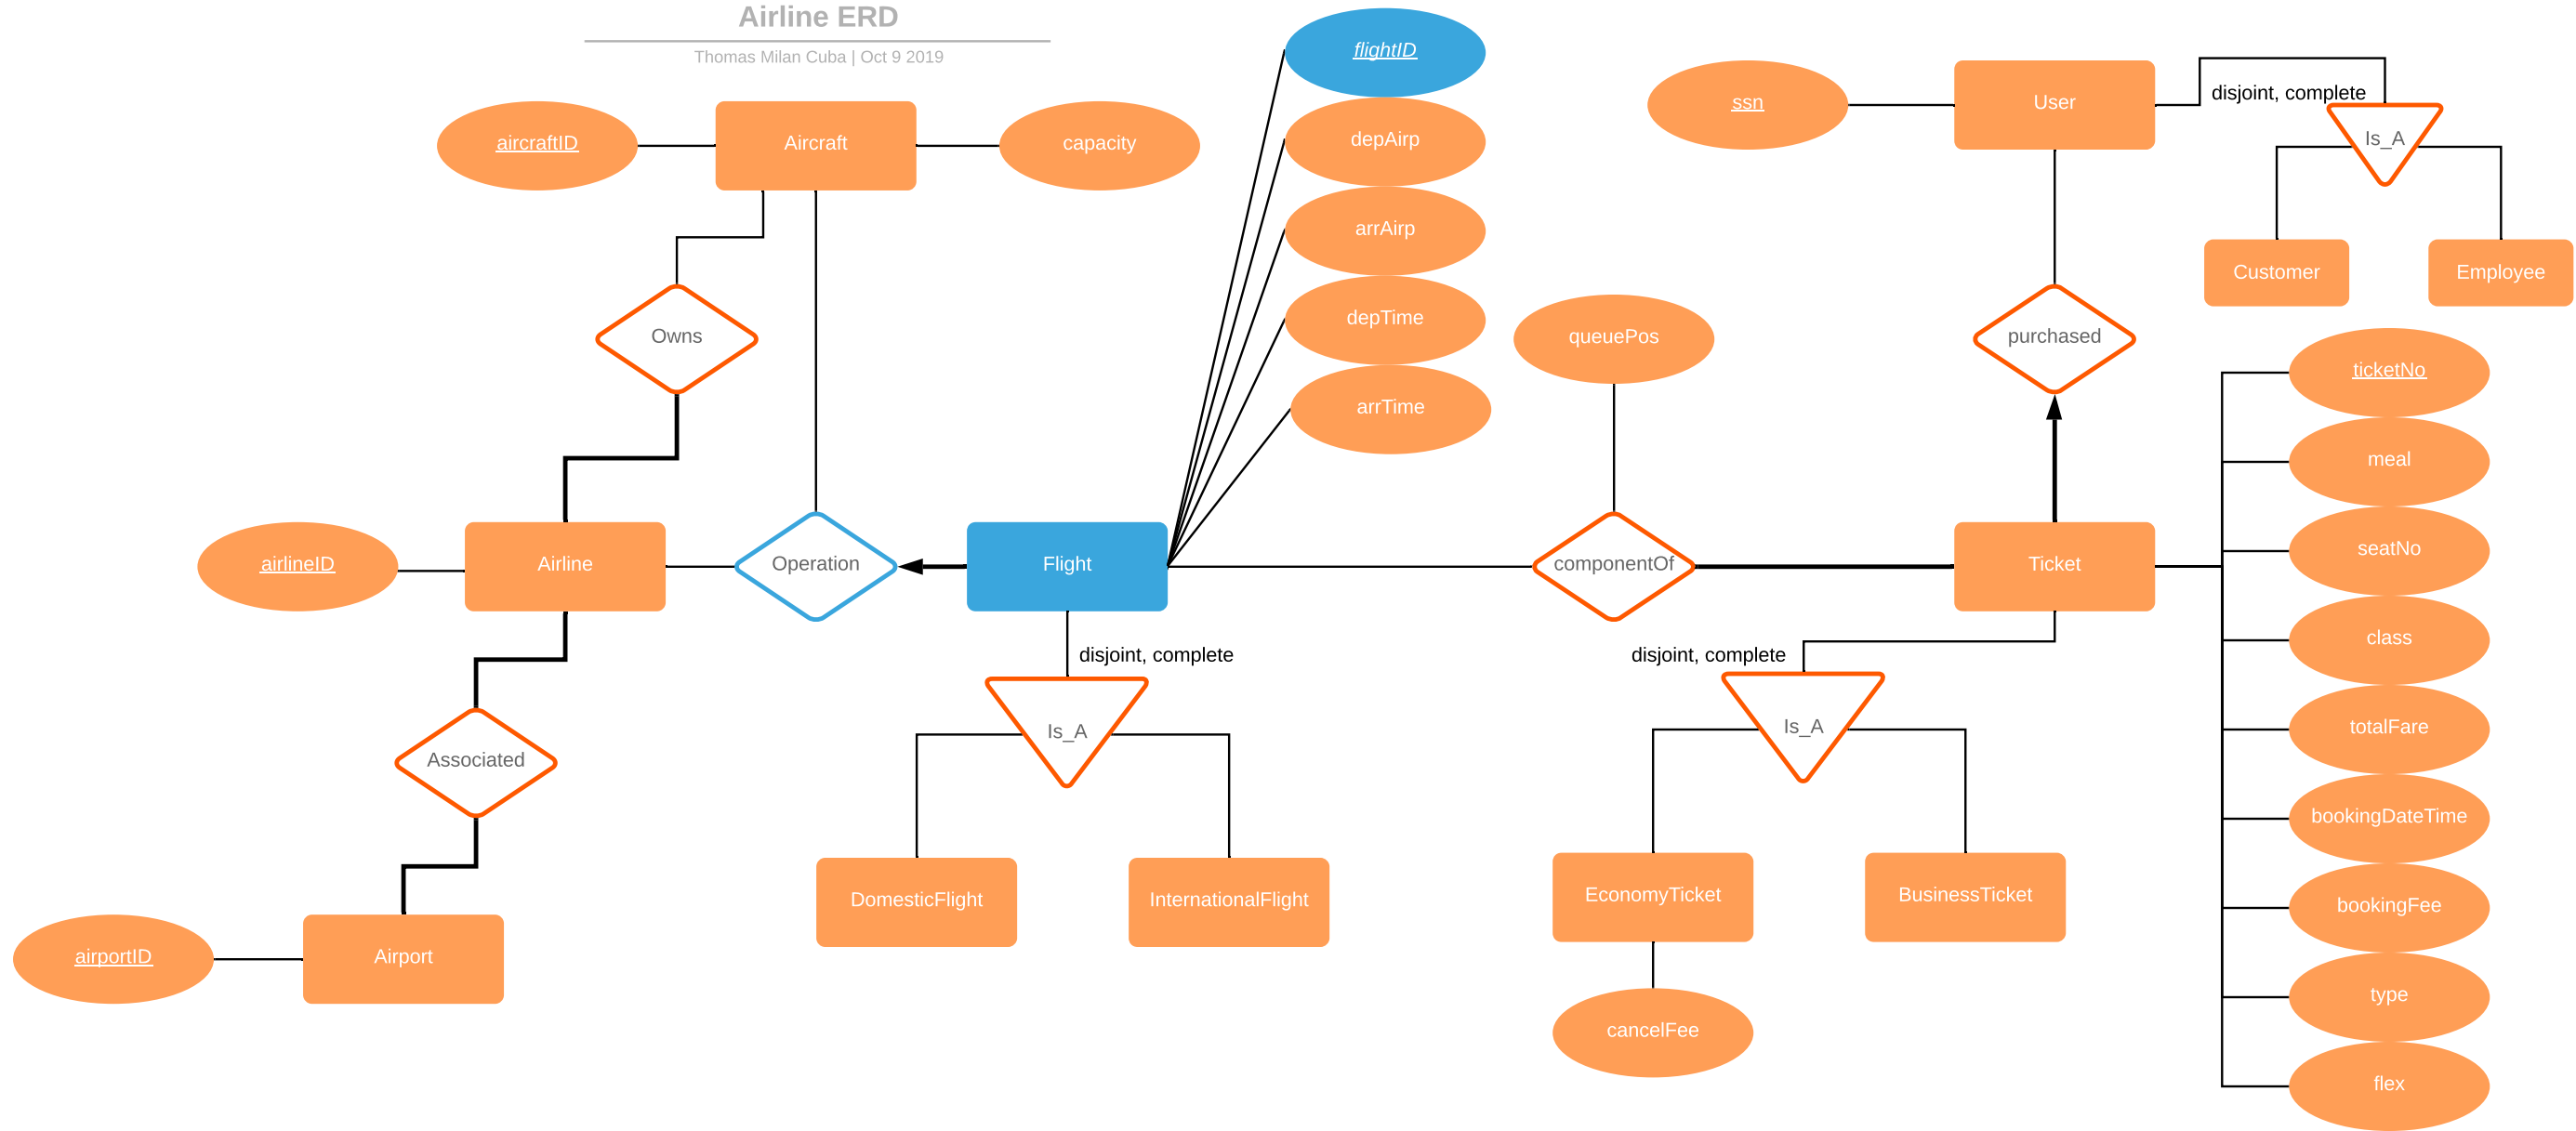 Airline ERD
Thomas Milan Cuba | Oct 9 2019
flightID
ssn
User
disjoint, complete
Is_A
aircraftID
Aircraft
capacity
depAirp
arrAirp
Customer
Employee
Owns
depTime
queuePos
purchased
ticketNo
arrTime
meal
seatNo
airlineID
Airline
Operation
Flight
componentOf
Ticket
class
disjoint, complete
disjoint, complete
Is_A
Is_A
totalFare
Associated
bookingDateTime
DomesticFlight
InternationalFlight
EconomyTicket
BusinessTicket
bookingFee
airportID
Airport
type
cancelFee
flex